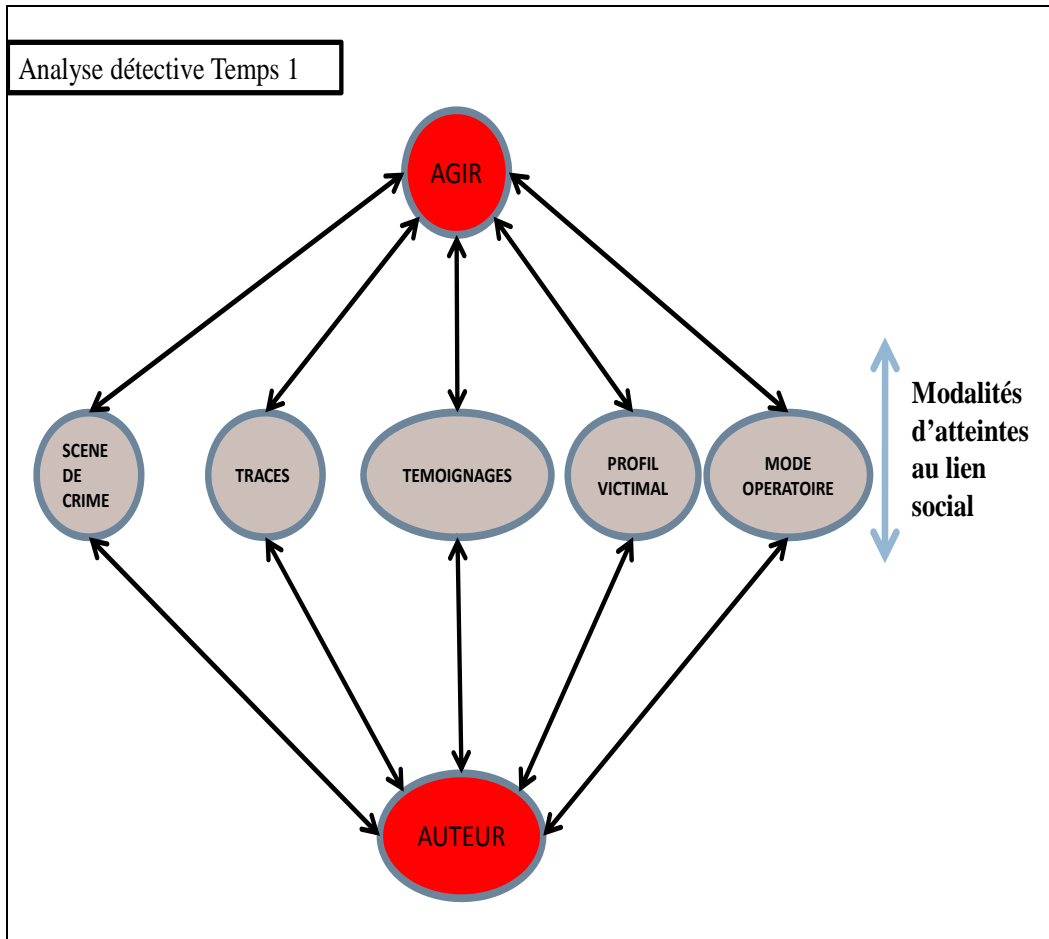 Analyse détective Temps 1
AGIR
SCENE
DE
CRIME
TRACES
TEMOIGNAGES
PROFIL
VICTIMAL
MODE
OPERATOIRE
Modalités
d'atteintes
au lien
social
AUTEUR